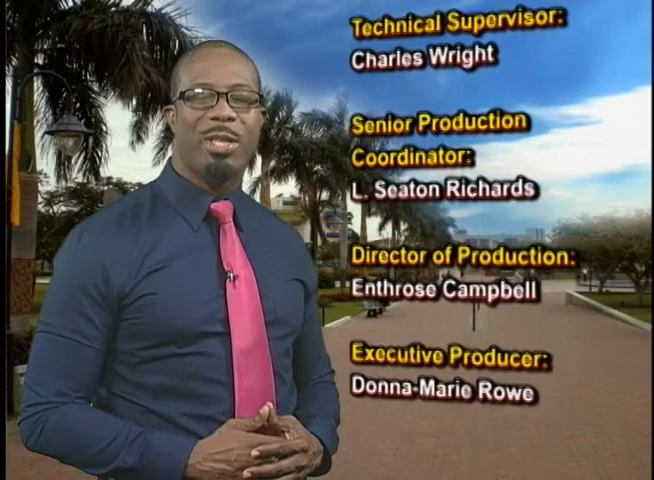 Technical Supervisor:
Charles Wright
Senior Production
Coordinator:
L. Seaton Richards
Director of Production:
Enthrose Campbell
Executive Producer:
Donna-Marie Rowe